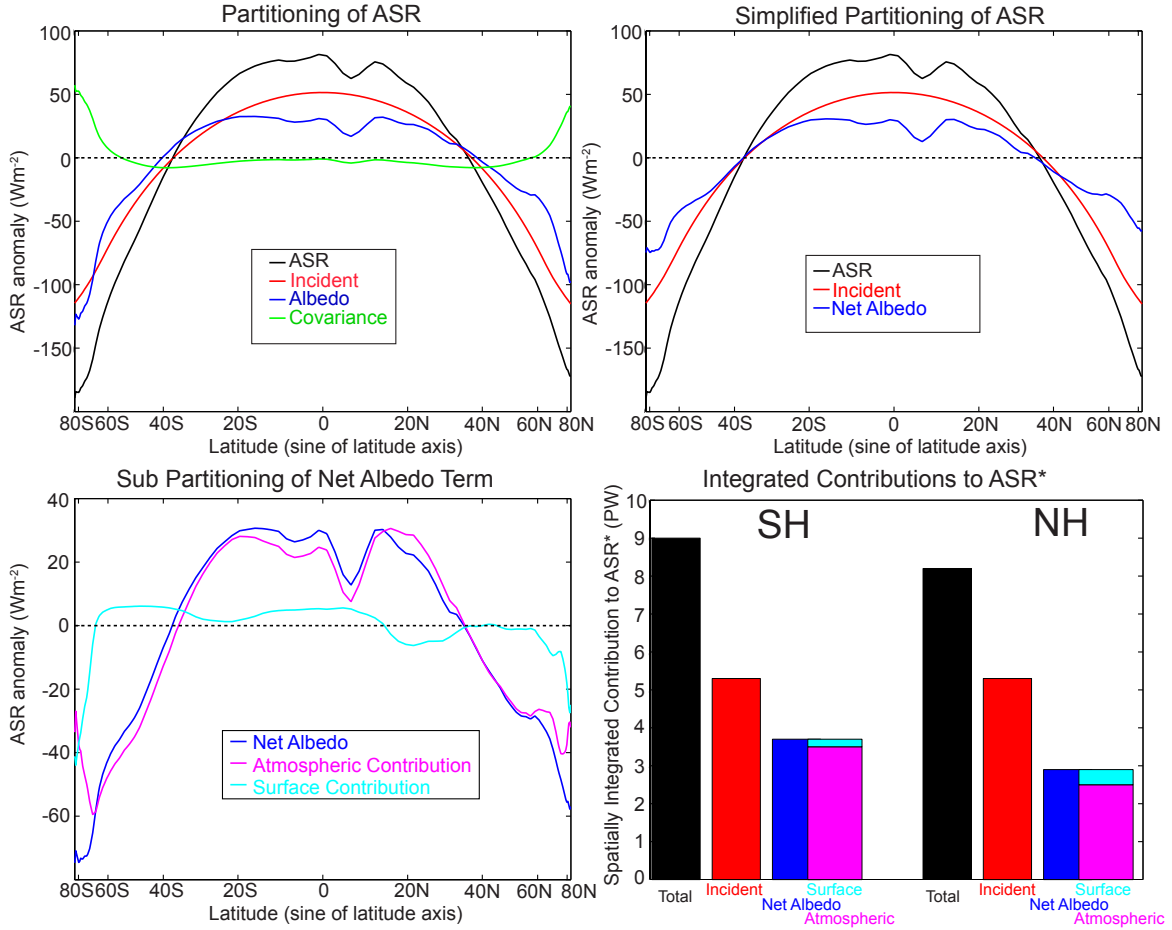 Partitioning of ASR
100
50
0
-50
-100
-150
ASR anomaly (Wm-2)
ASR
Incident
Albedo
Covariance
80S 60S 40S 20S 0 20N 40N 60N 80N
Latitude (sine of latitude axis)
Simplified Partitioning of ASR
100
50
0
-50
-100
-150
ASR anomaly (Wm-2)
ASR
Incident
Net Albedo
80S 60S 40S 20S 0 20N 40N 60N 80N
Latitude (sine of latitude axis)
Sub Partitioning of Net Albedo Term
40
20
0
-20
-40
-60
ASR anomaly (Wm-2)
Net Albedo
Atmospheric Contribution
Surface Contribution
80S 60S 40S 20S 0 20N 40N 60N 80N
Latitude (sine of latitude axis)
Integrated Contributions to ASR*
10
9
8
7
6
5
4
3
2
1
0
Spatially Integrated Contribution to ASR* (PW)
SH NH
Total Incident Surface Total Incident Surface
Net Albedo Net Albedo
Atmospheric Atmospheric